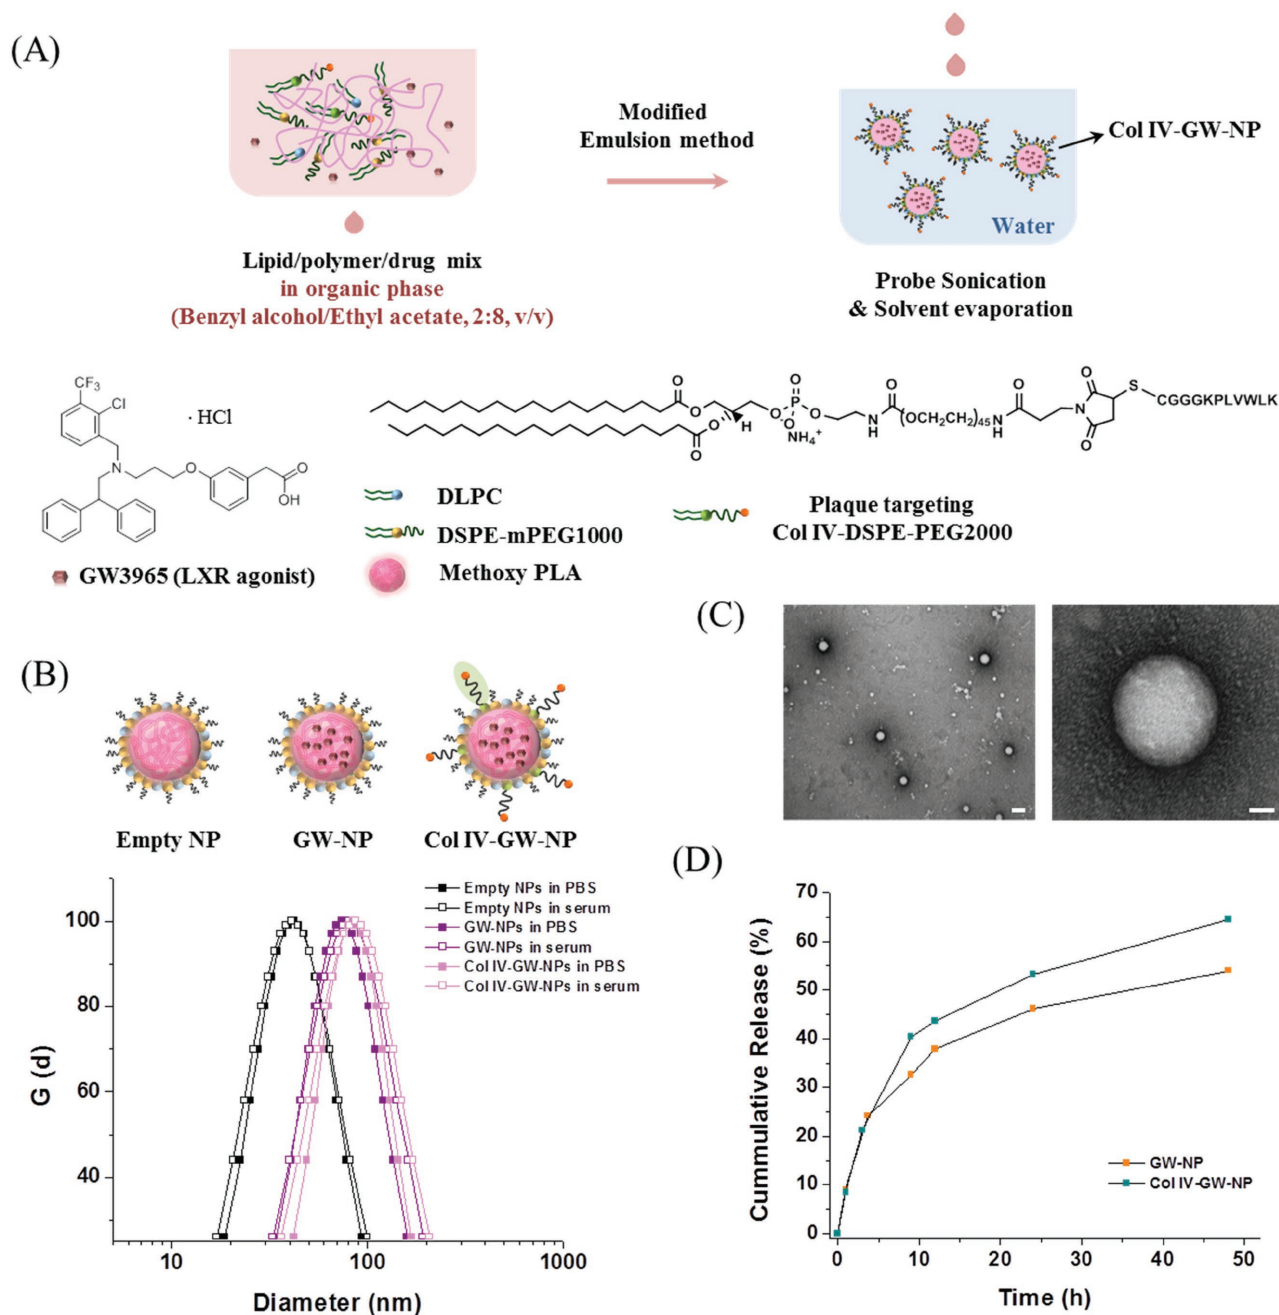 (A)
Modified
Emulsion method
Col IV-GW-NP
Water
Lipid/polymer/drug mix
in organic phase
(Benzyl alcohol/Ethyl acetate, 2:8, v/v)
Probe Sonication
& Solvent evaporation
CF3
Cl
· HCl
N
O
O
OH
O
O
O
H
O
O
P
O
O
NH4+
O
N
H
O
(OC2CC2)45
O
N
H
N
O
O
S
CGGGKPLVWLK
DLPC
DSPE-mPEG1000
Methoxy PLA
Plaque targeting
Col IV-DSPE-PEG2000
GW3965 (LXR agonist)
(B)
Empty NP
GW-NP
Col IV-GW-NP
Empty NPs in PBS
Empty NPs in serum
GW-NPs in PBS
GW-NPs in serum
Col IV-GW-NPs in PBS
Col IV-GW-NPs in serum
100
80
60
40
G (d)
10
100
1000
Diameter (nm)
(C)
(D)
70
60
50
40
30
20
10
0
Cummulative Release (%)
GW-NP
Col IV-GW-NP
0
10
20
30
40
50
Time (h)